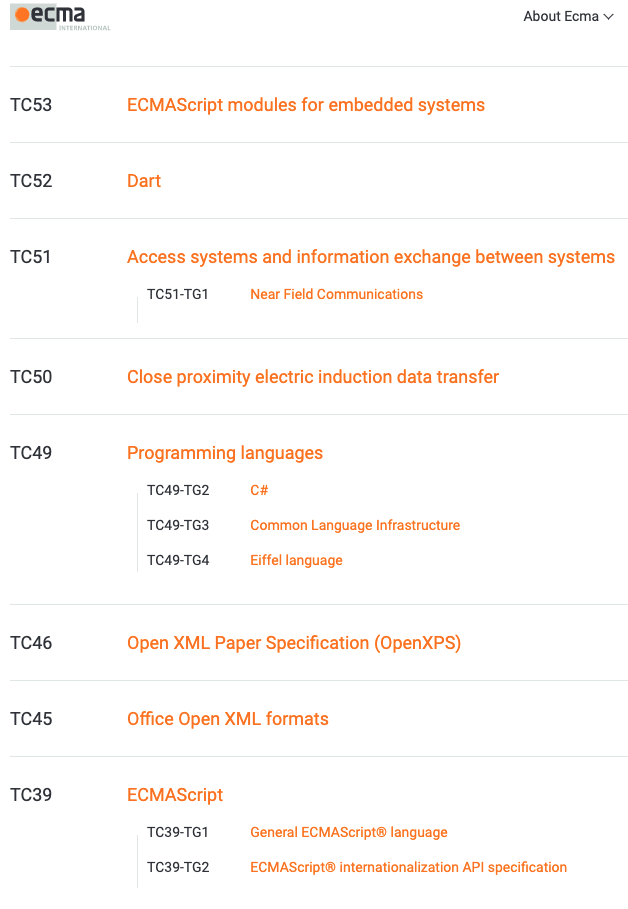 ecma
INTERNATIONAL
About Ecma
TC53 ECMAScript modules for embedded systems
TC52 Dart
TC51 Access systems and information exchange between systems
TC51-TG1 Near Field Communications
TC50 Close proximity electric induction data transfer
TC49 Programming languages
TC49-TG2 C#
TC49-TG3 Common Language Infrastructure
TC49-TG4 Eiffel language
TC46 Open XML Paper Specification (OpenXPS)
TC45 Office Open XML formats
TC39 ECMAScript
TC39-TG1 General ECMAScript® language
TC39-TG2 ECMAScript® internationalization API specification